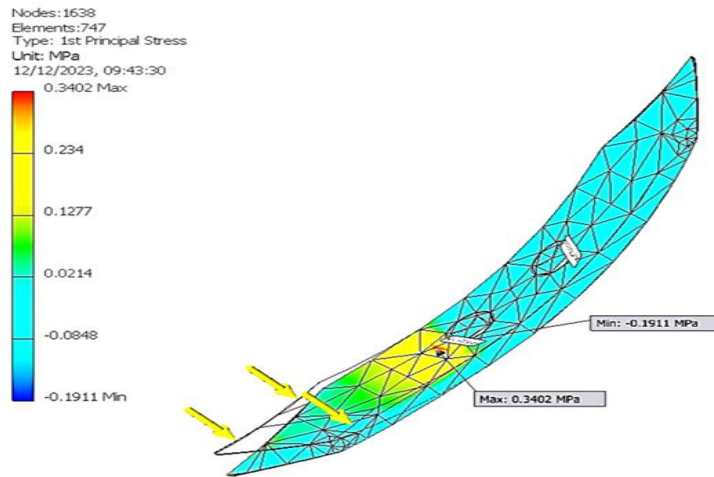 Nodes:1638
Elements:747
Type: 1st Principal Stress
Unit: MPa
12/12/2023, 09:43:30
0.3402 Max
0.234
0.1277
0.0214
-0.0848
-0.1911 Min
Min: -0.1911 MPa
Max: 0.3402 MPa